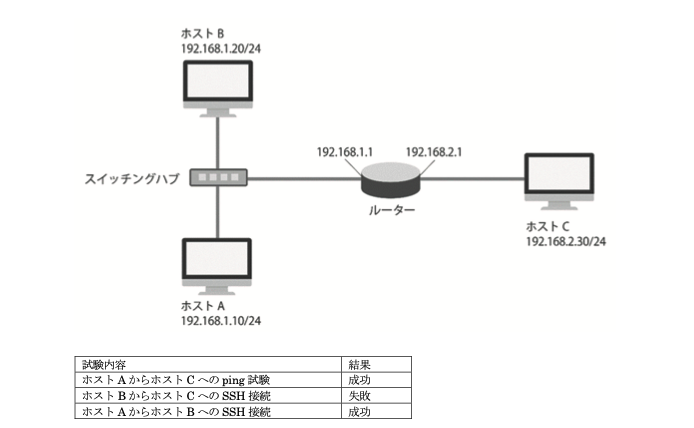 ホスト B
192.168.1.20/24
192.168.1.1
192.168.2.1
スイッチングハブ
ルーター
ホスト C
192.168.2.30/24
ホスト A
192.168.1.10/24
試験内容 結果
ホスト A からホスト C への ping 試験 成功
ホスト B からホスト C への SSH 接続 失敗
ホスト A からホスト B への SSH 接続 成功